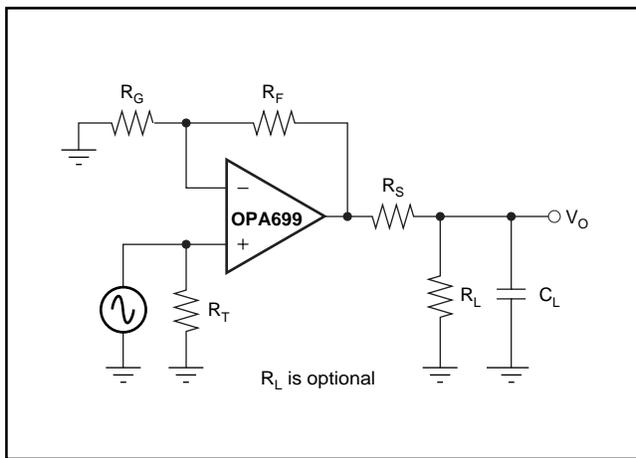 R_G
R_F
−
OPA699
+
R_S
V_O
R_T
R_L
C_L
R_L is optional